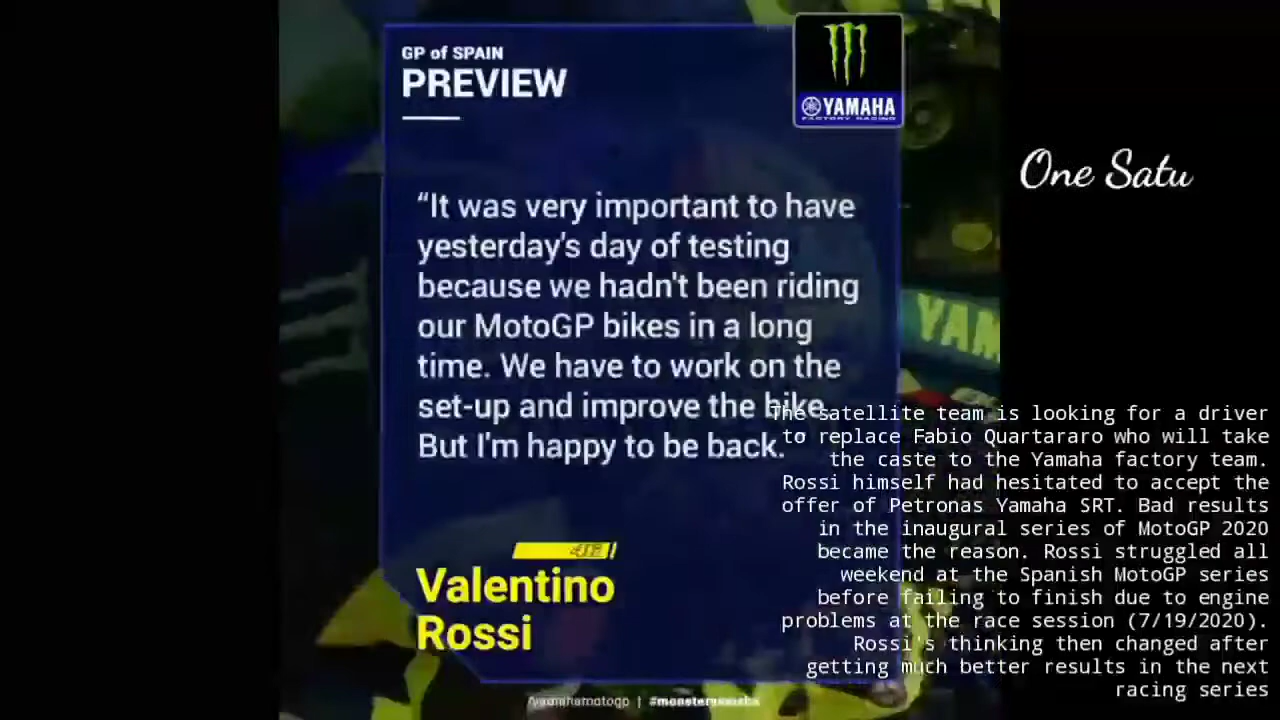 GP of SPAIN
PREVIEW
YAMAHA
FACTORY RACING
One Satu
“It was very important to have
yesterday's day of testing
because we hadn't been riding
our MotoGP bikes in a long
time. We have to work on the
set-up and improve the bike.
But I'm happy to be back.”
Valentino
Rossi
YAM
The satellite team is looking for a driver
to replace Fabio Quartararo who will take
the caste to the Yamaha factory team.
Rossi himself had hesitated to accept the
offer of Petronas Yamaha SRT. Bad results
in the inaugural series of MotoGP 2020
became the reason. Rossi struggled all
weekend at the Spanish MotoGP series
before failing to finish due to engine
problems at the race session (7/19/2020).
Rossi's thinking then changed after
getting much better results in the next
racing series
/yamahamotogp | #monsteryamaha